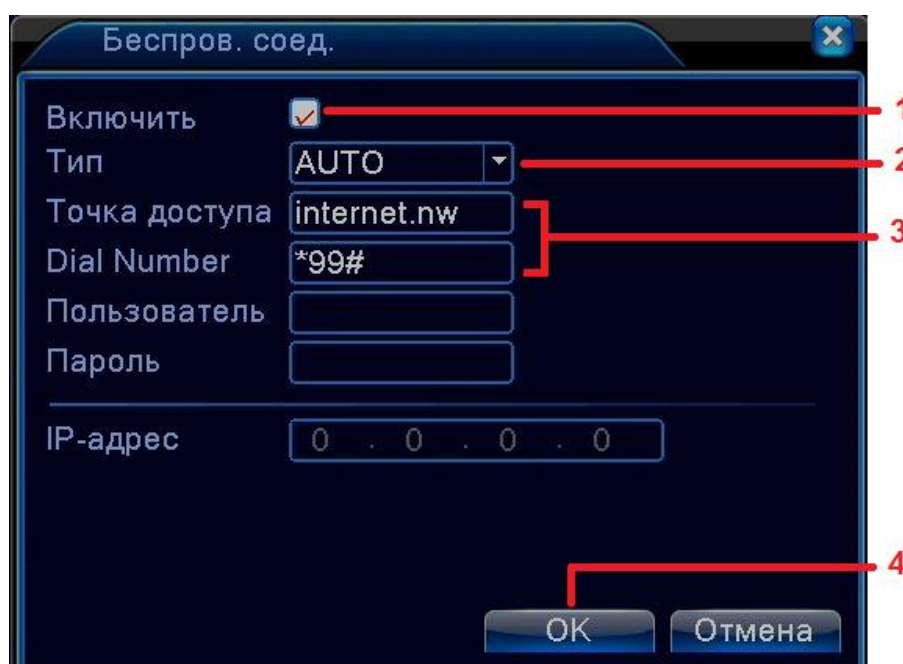 Беспров. соед.
Включить 1
Тип AUTO 2
Точка доступа internet.nw
3
Dial Number *99#
Пользователь
Пароль
IP-адрес 0 . 0 . 0 . 0
4
OK Отмена